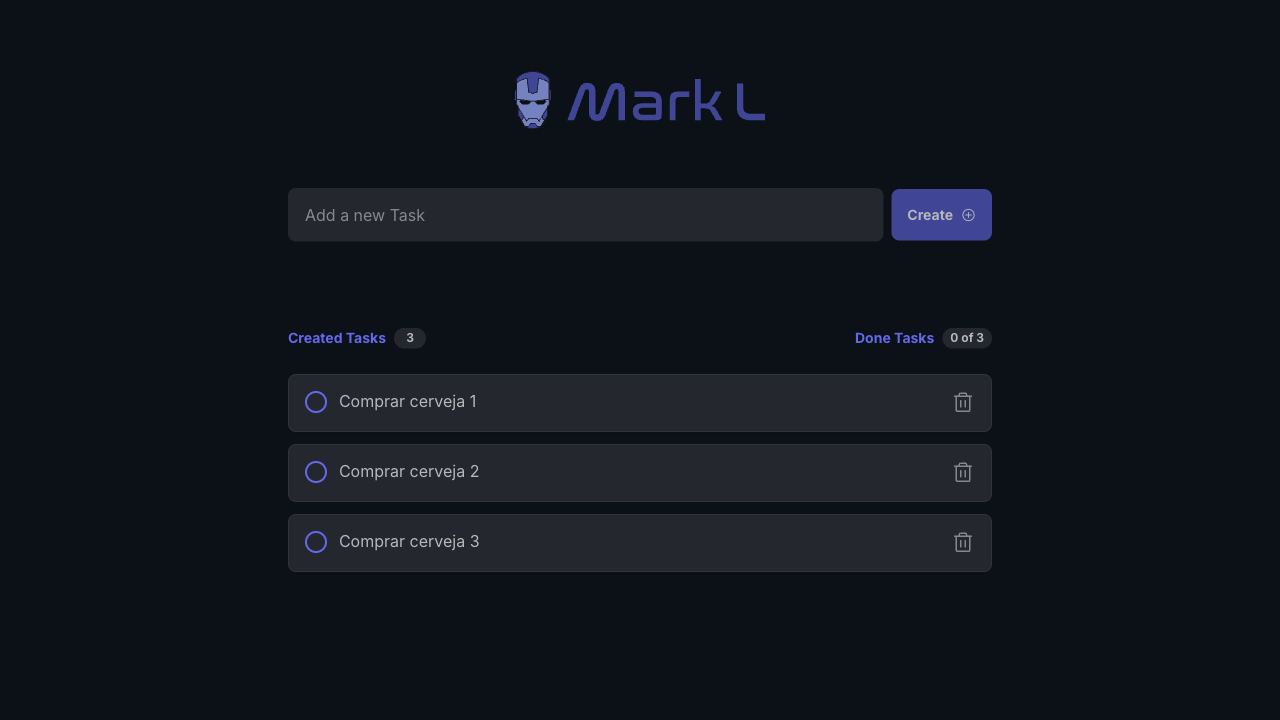 Mark L
Add a new Task
Create
Created Tasks 3
Done Tasks 0 of 3
Comprar cerveja 1
Comprar cerveja 2
Comprar cerveja 3